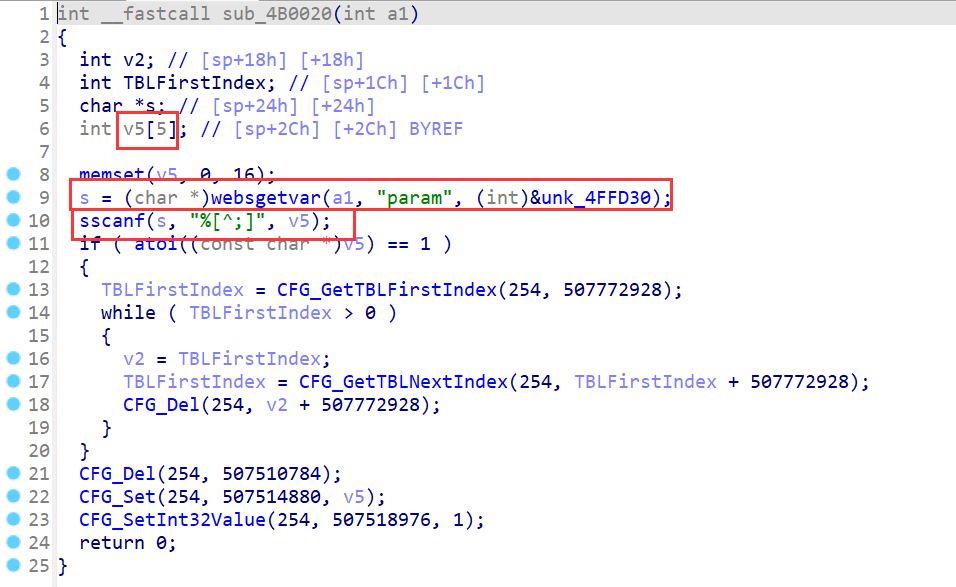 1 int __fastcall sub_4B0020(int a1)
2 {
3 int v2; // [sp+18h] [+18h]
4 int TBLFirstIndex; // [sp+1Ch] [+1Ch]
5 char *s; // [sp+24h] [+24h]
6 int v5[5]; // [sp+2Ch] [+2Ch] BYREF
7
8 memset(v5, 0, 16);
9 s = (char *)websgetvar(a1, "param", (int)&unk_4FFD30);
10 sscanf(s, "%[^;]", v5);
11 if ( atoi((const char *)v5) == 1 )
12 {
13 TBLFirstIndex = CFG_GetTBLFirstIndex(254, 507772928);
14 while ( TBLFirstIndex > 0 )
15 {
16 v2 = TBLFirstIndex;
17 TBLFirstIndex = CFG_GetTBLNextIndex(254, TBLFirstIndex + 507772928);
18 CFG_Del(254, v2 + 507772928);
19 }
20 }
21 CFG_Del(254, 507510784);
22 CFG_Set(254, 507514880, v5);
23 CFG_SetInt32Value(254, 507518976, 1);
24 return 0;
25 }